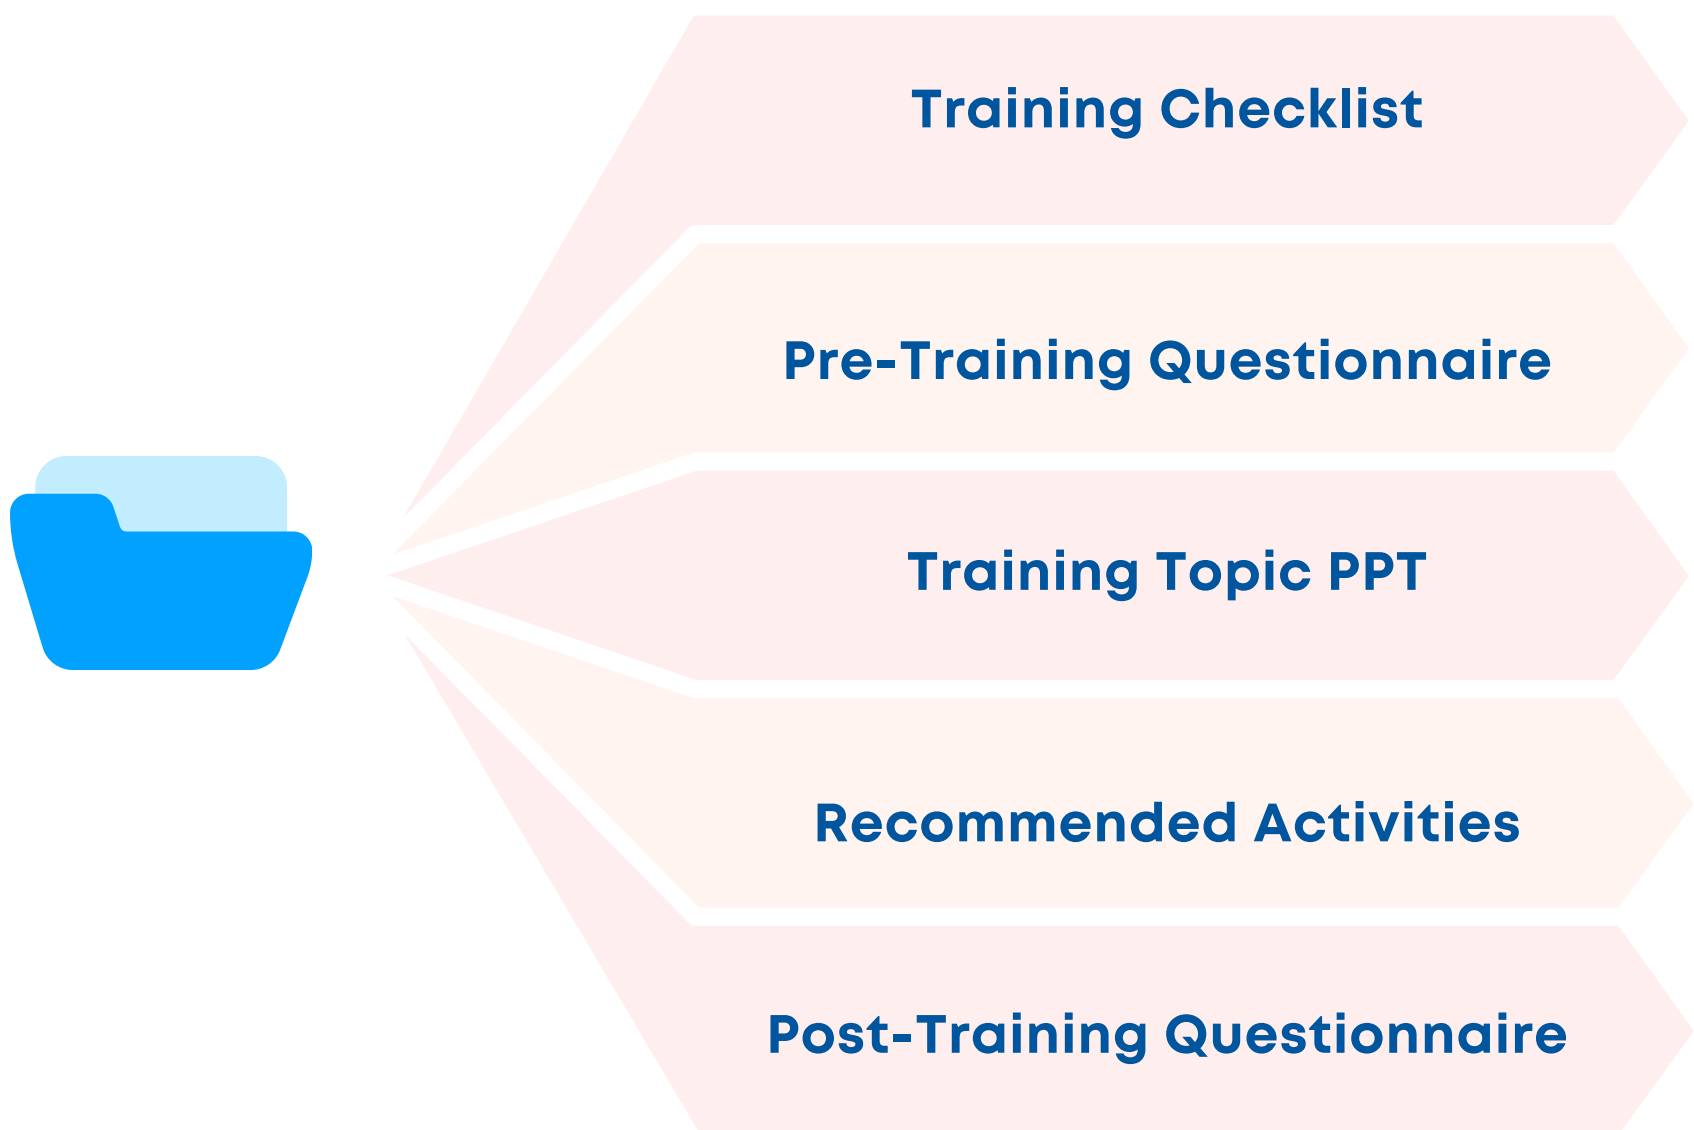 Training Checklist
Pre-Training Questionnaire
Training Topic PPT
Recommended Activities
Post-Training Questionnaire